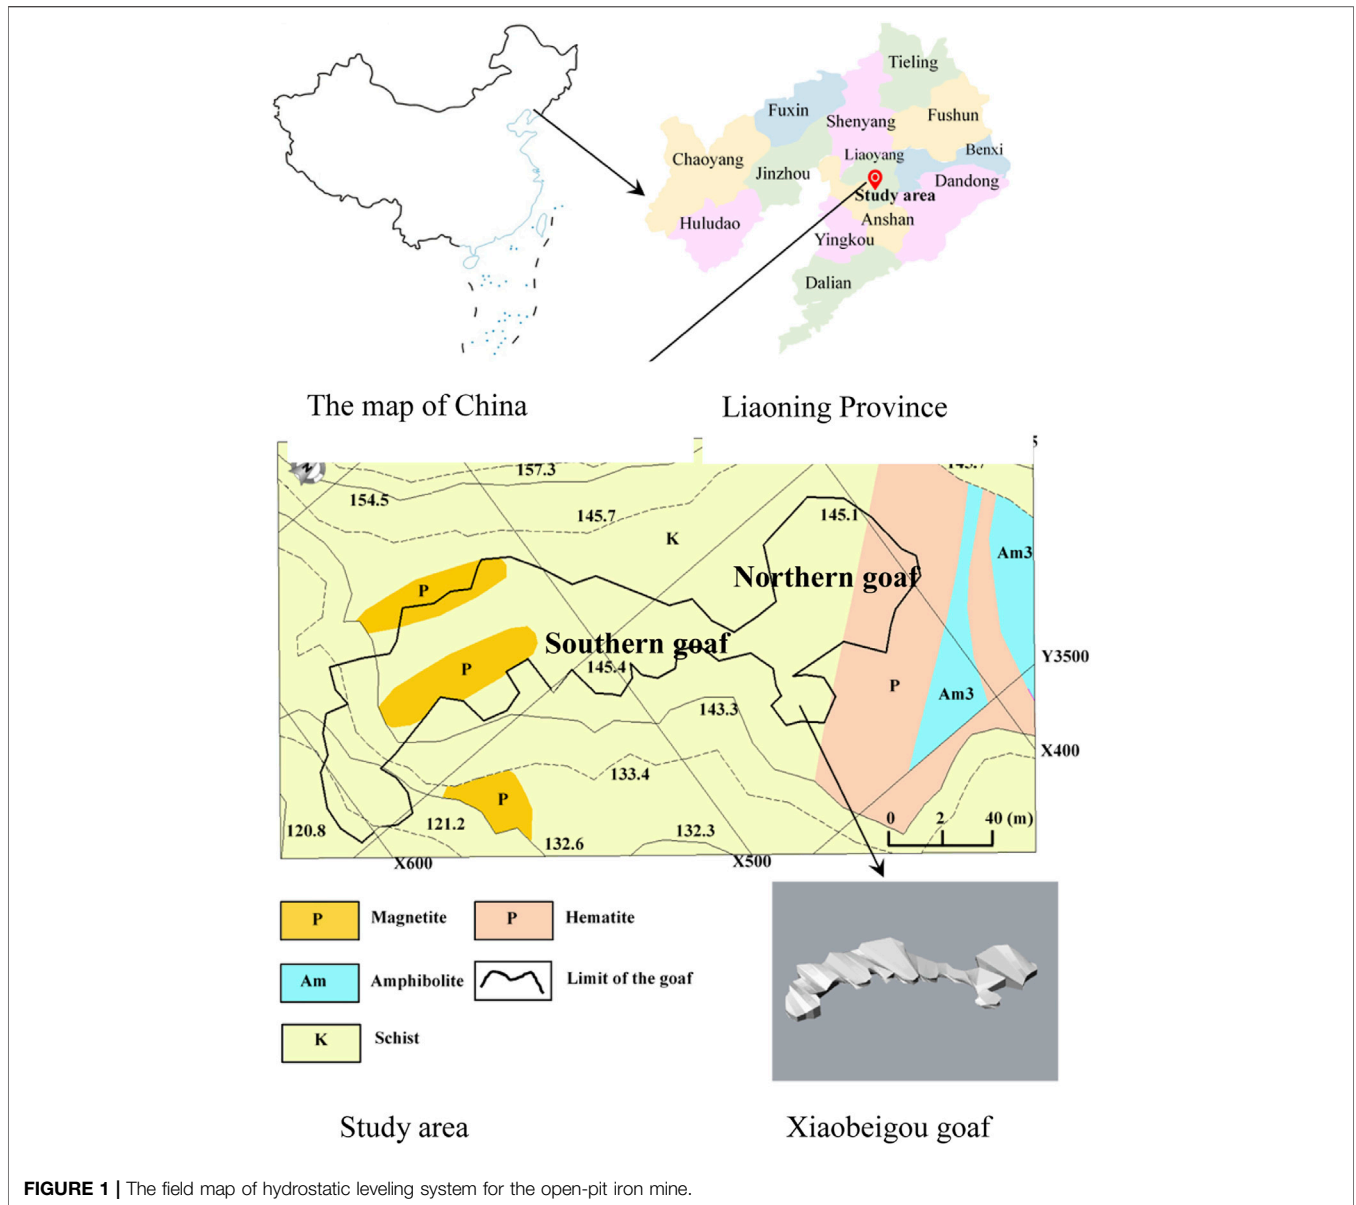 Tieling
Fuxin
Shenyang
Fushun
Chaoyang
Liaoyang
Benxi
Jinzhou
Dandong
Study area
Huludao
Anshan
Yingkou
Dalian
The map of China
Liaoning Province
5
N
157.3
143.7
154.5
145.7
145.1
K
Am3
Northern goaf
P
Southern goaf
145.4
Y3500
P
P
Am3
143.3
X400
133.4
P
0 2 40 (m)
120.8
121.2
132.3
132.6
X600
X500
P Magnetite
P Hematite
Am Amphibolite
Limit of the goaf
K Schist
Study area
Xiaobeigou goaf
FIGURE 1 | The field map of hydrostatic leveling system for the open-pit iron mine.